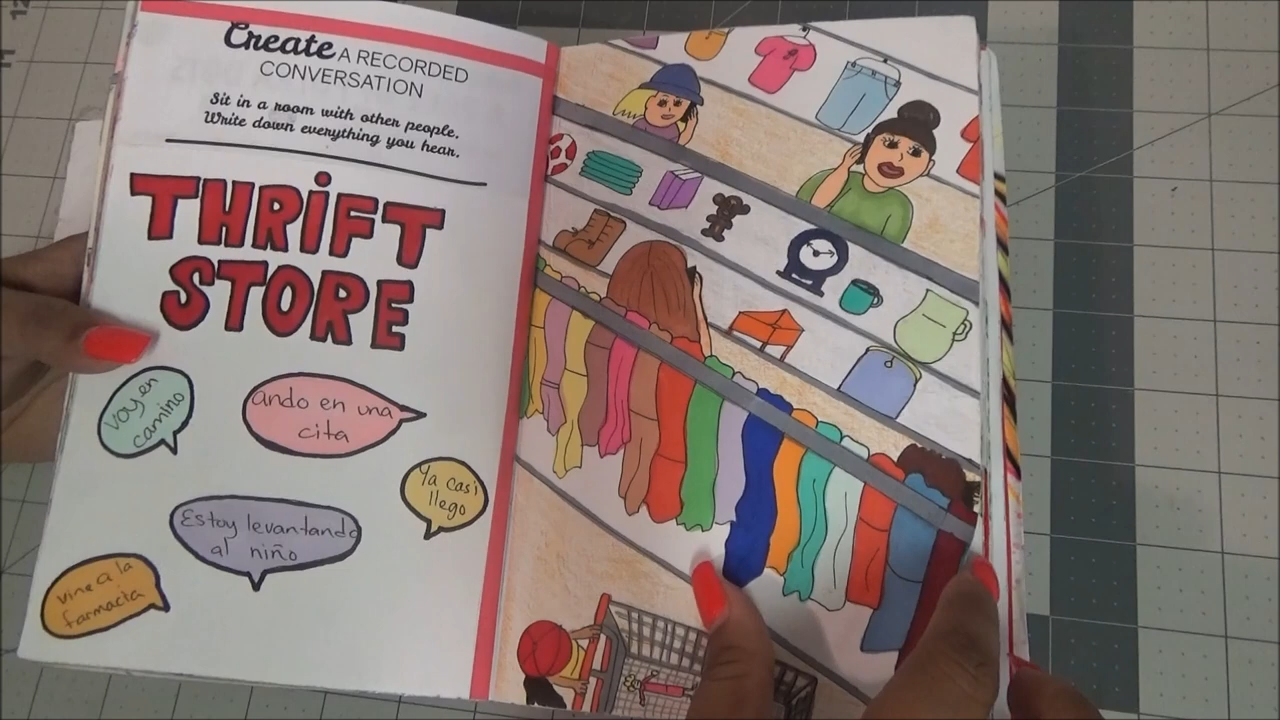 Create A RECORDED
CONVERSATION
Sit in a room with other people.
Write down everything you hear.
THRiFT
STORE
Voy en
camino
ando en una
cita
Ya casi
llego
Estoy levantando
al niño
vine a la
farmacia